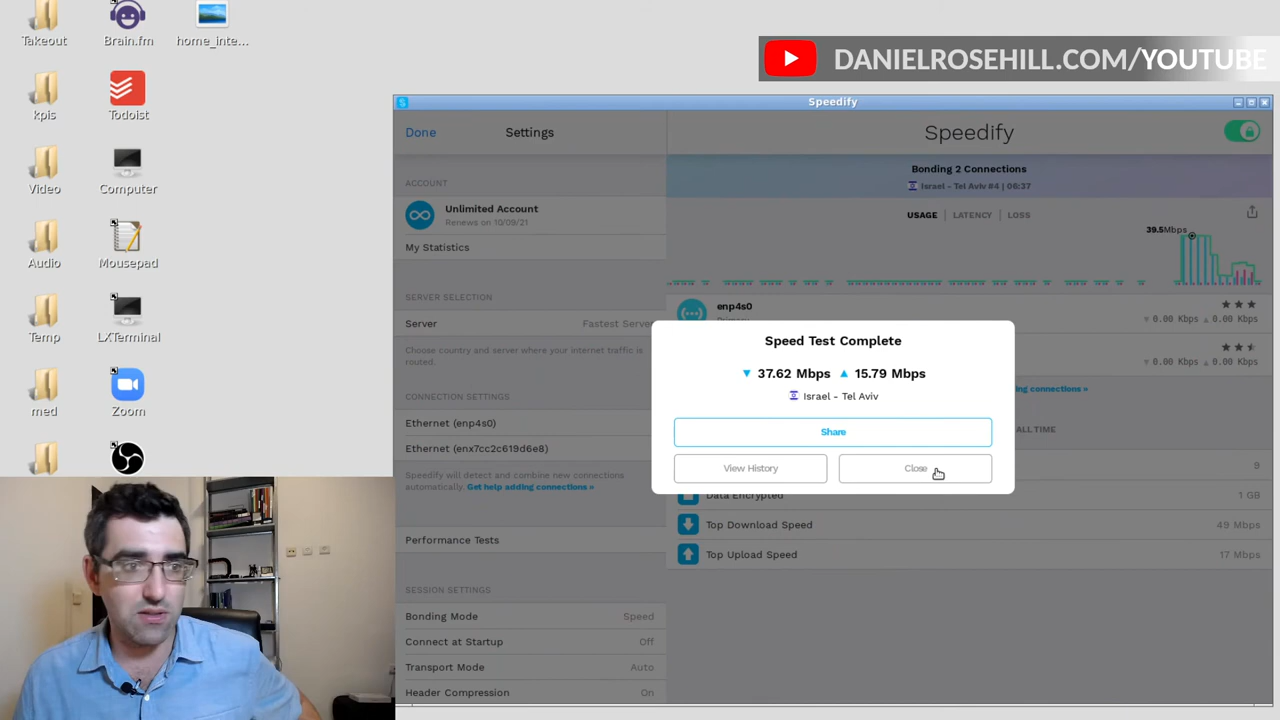 Takeout
Brain.fm
home_inte...
DANIELROSEHILL.COM/YOUTUBE
kpis
Todoist
Video
Computer
Audio
Mousepad
Temp
LXTerminal
med
Zoom
Speedify
Done
Settings
Speedify
ACCOUNT
Unlimited Account
Renews on 10/09/21
My Statistics
SERVER SELECTION
Server
Fastest Serve
Choose country and server where your internet traffic is
routed.
CONNECTION SETTINGS
Ethernet (enp4s0)
Ethernet (enx7cc2c619d6e8)
Speedify will detect and combine new connections
automatically. Get help adding connections »
Performance Tests
SESSION SETTINGS
Bonding Mode
Speed
Connect at Startup
Off
Transport Mode
Auto
Header Compression
On
Bonding 2 Connections
Israel - Tel Aviv #4 | 06:37
USAGE | LATENCY | LOSS
39.5Mbps
enp4s0
▼ 0.00 Kbps ▲ 0.00 Kbps
▼ 0.00 Kbps ▲ 0.00 Kbps
Speed Test Complete
▼ 37.62 Mbps ▲ 15.79 Mbps
Israel - Tel Aviv
Share
View History
Close
ing connections »
ALL TIME
9
Data Encrypted
1 GB
Top Download Speed
49 Mbps
Top Upload Speed
17 Mbps